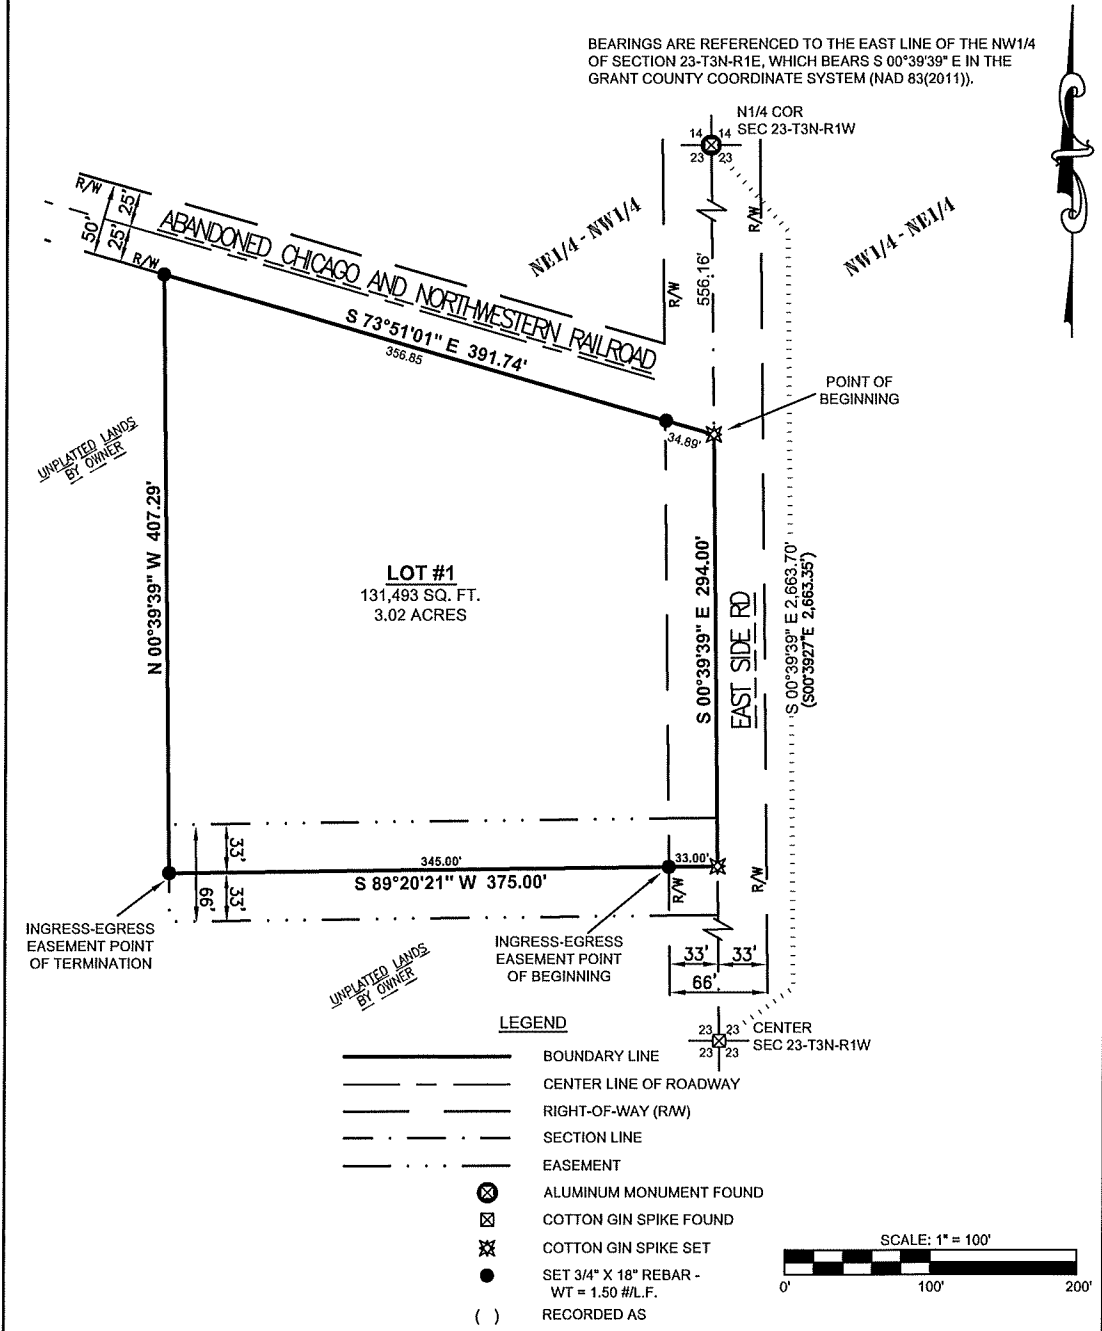 BEARINGS ARE REFERENCED TO THE EAST LINE OF THE NW1/4
OF SECTION 23-T3N-R1E, WHICH BEARS S 00°39'39" E IN THE
GRANT COUNTY COORDINATE SYSTEM (NAD 83(2011)).
N1/4 COR
SEC 23-T3N-R1W
14 14
23 23
R/W
25'
50'
25'
R/W
ABANDONED CHICAGO AND NORTHWESTERN RAILROAD
NE1/4 - NW1/4
NW1/4 - NE1/4
R/W
556.16'
R/W
S 73°51'01" E 391.74'
356.85
34.89'
POINT OF
BEGINNING
UNPLATTED LANDS
BY OWNER
N 00°39'39" W 407.29'
LOT #1
131,493 SQ. FT.
3.02 ACRES
S 00°39'39" E 294.00'
EAST SIDE RD
S 00°39'39" E 2,663.70'
(S00°39'27"E 2,663.35')
33'
66'
33'
345.00'
33.00'
S 89°20'21" W 375.00'
R/W
R/W
INGRESS-EGRESS
EASEMENT POINT
OF TERMINATION
INGRESS-EGRESS
EASEMENT POINT
OF BEGINNING
UNPLATTED LANDS
BY OWNER
33' 33'
66'
23 23
23 23
CENTER
SEC 23-T3N-R1W
LEGEND
BOUNDARY LINE
CENTER LINE OF ROADWAY
RIGHT-OF-WAY (R/W)
SECTION LINE
EASEMENT
ALUMINUM MONUMENT FOUND
COTTON GIN SPIKE FOUND
COTTON GIN SPIKE SET
SET 3/4" X 18" REBAR -
WT = 1.50 #/L.F.
( ) RECORDED AS
SCALE: 1" = 100'
0' 100' 200'